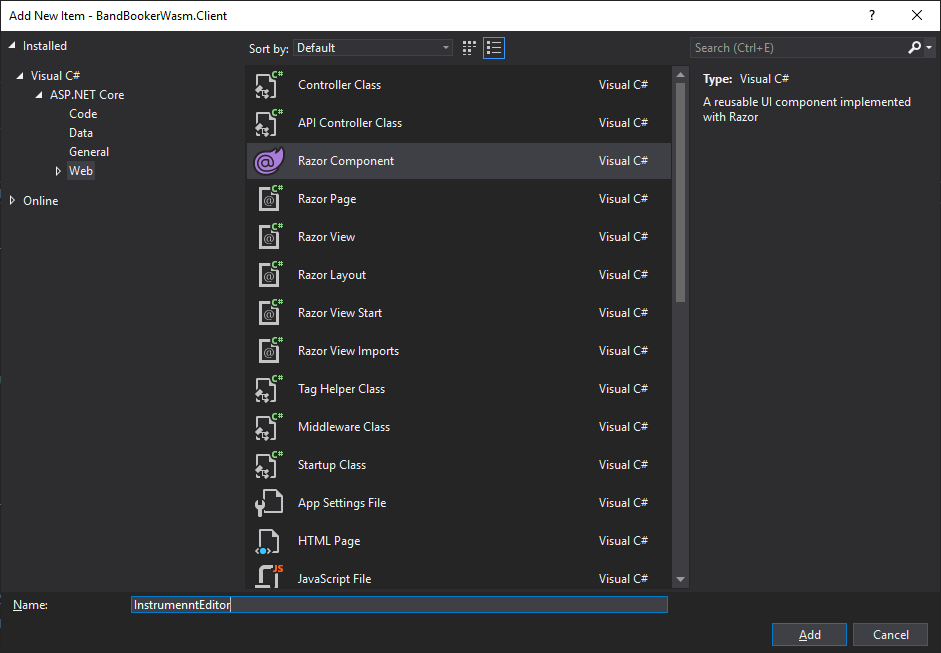 Add New Item - BandBookerWasm.Client
?
Installed
Visual C#
ASP.NET Core
Code
Data
General
Web
Online
Sort by: Default
Search (Ctrl+E)
Controller Class Visual C#
API Controller Class Visual C#
Razor Component Visual C#
Razor Page Visual C#
Razor View Visual C#
Razor Layout Visual C#
Razor View Start Visual C#
Razor View Imports Visual C#
Tag Helper Class Visual C#
Middleware Class Visual C#
Startup Class Visual C#
App Settings File Visual C#
HTML Page Visual C#
JavaScript File Visual C#
Type: Visual C#
A reusable UI component implemented
with Razor
Name: InstrumenntEditor
Add Cancel